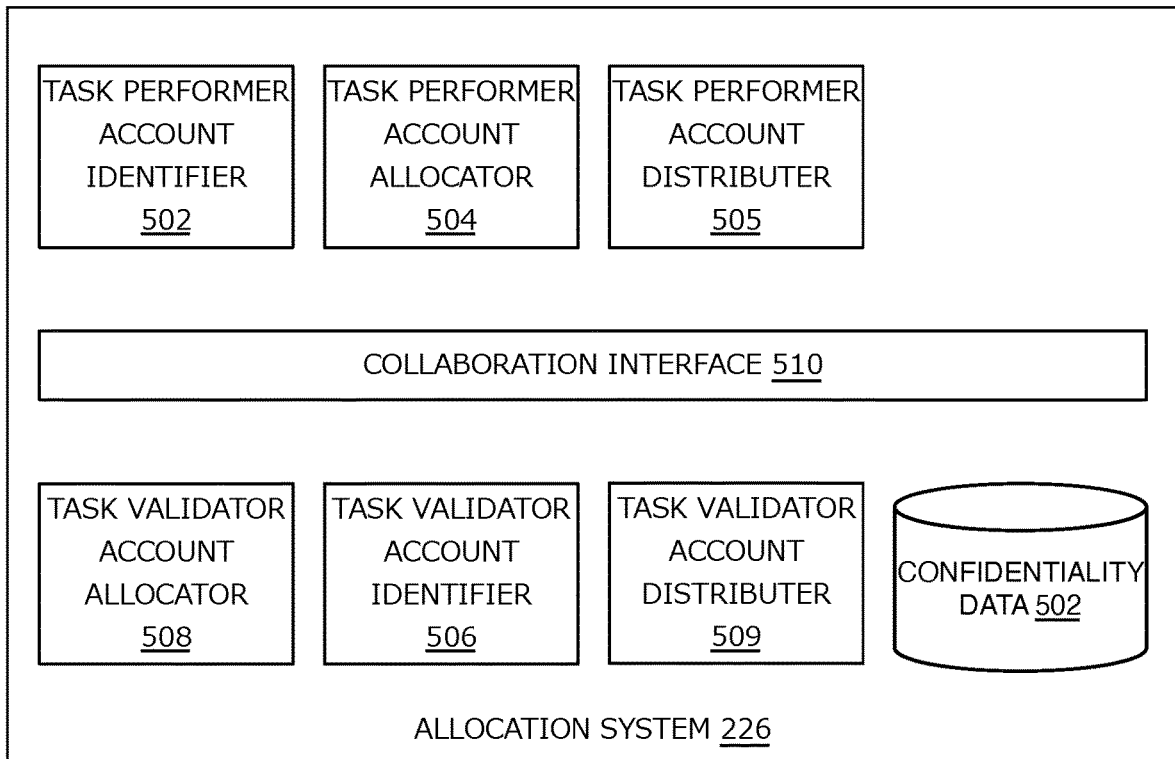 TASK PERFORMER
ACCOUNT
IDENTIFIER
502
TASK PERFORMER
ACCOUNT
ALLOCATOR
504
TASK PERFORMER
ACCOUNT
DISTRIBUTER
505
COLLABORATION INTERFACE 510
TASK VALIDATOR
ACCOUNT
ALLOCATOR
508
TASK VALIDATOR
ACCOUNT
IDENTIFIER
506
TASK VALIDATOR
ACCOUNT
DISTRIBUTER
509
CONFIDENTIALITY
DATA 502
ALLOCATION SYSTEM 226